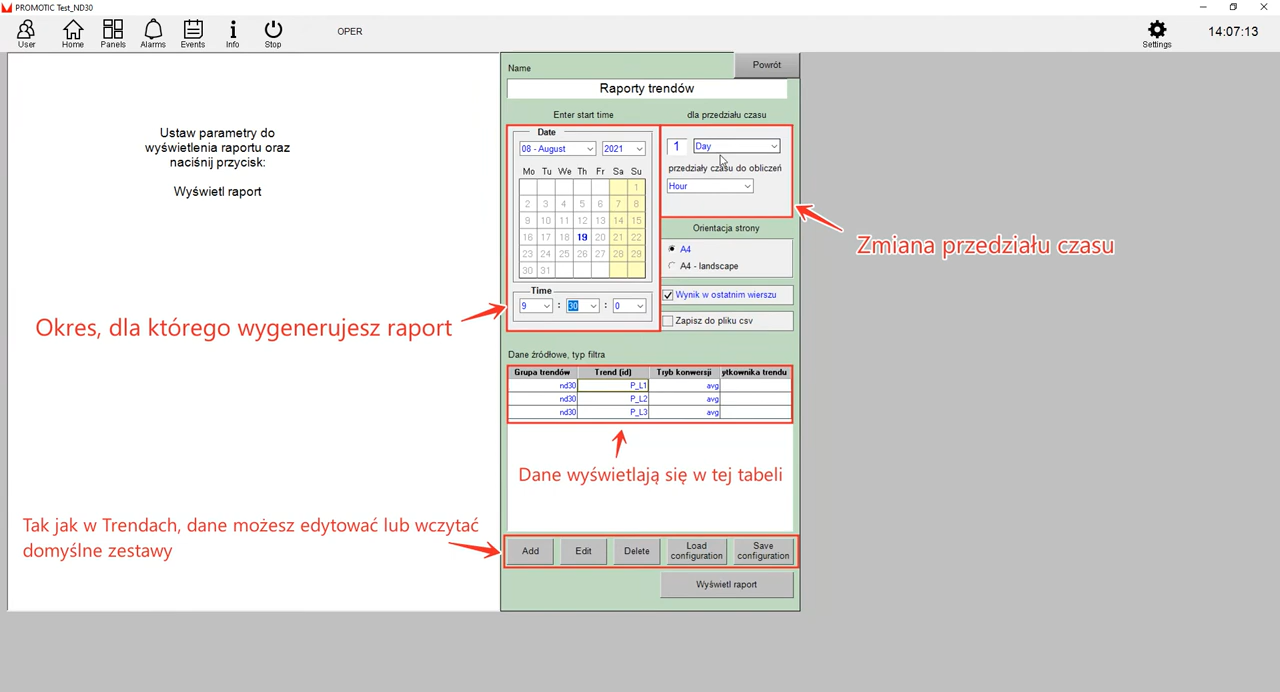 PROMOTIC Test_ND30
User Home Panels Alarms Events Info Stop OPER Settings 14:07:13
Ustaw parametry do
wyświetlenia raportu oraz
naciśnij przycisk:
Wyświetl raport
Name
Powrót
Raporty trendów
Enter start time
dla przedziału czasu
Date
08 - August 2021
Mo Tu We Th Fr Sa Su
1
2 3 4 5 6 7 8
9 10 11 12 13 14 15
16 17 18 19 20 21 22
23 24 25 26 27 28 29
30 31
Time
9 : 30 : 0
1 Day
przedziały czasu do obliczeń
Hour
Zmiana przedziału czasu
Orientacja strony
A4
A4 - landscape
Wynik w ostatnim wierszu
Zapisz do pliku csv
Okres, dla którego wygenerujesz raport
Dane źródłowe, typ filtra
Grupa trendów Trend (id) Tryb konwersji ytkownika trendu
nd30 P_L1 avg
nd30 P_L2 avg
nd30 P_L3 avg
Dane wyświetlają się w tej tabeli
Tak jak w Trendach, dane możesz edytować lub wczytać
domyślne zestawy
Add Edit Delete Load configuration Save configuration
Wyświetl raport